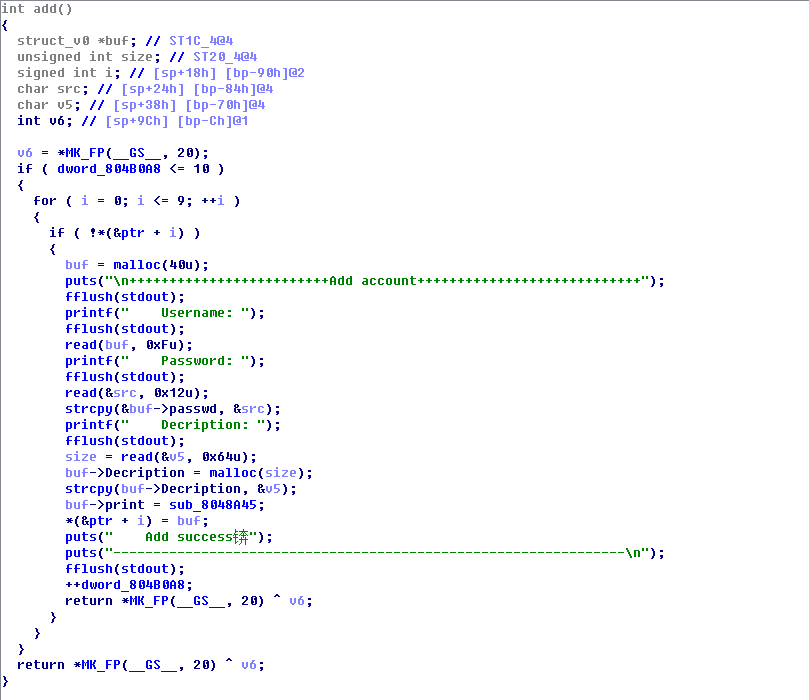 int add()
{
  struct_v0 *buf; // ST1C_4@4
  unsigned int size; // ST20_4@4
  signed int i; // [sp+18h] [bp-90h]@2
  char src; // [sp+24h] [bp-84h]@4
  char v5; // [sp+38h] [bp-70h]@4
  int v6; // [sp+9Ch] [bp-Ch]@1

  v6 = *MK_FP(__GS__, 20);
  if ( dword_804B0A8 <= 10 )
  {
    for ( i = 0; i <= 9; ++i )
    {
      if ( !*(&ptr + i) )
      {
        buf = malloc(40u);
        puts("\n+++++++++++++++++++++++++Add account++++++++++++++++++++++++++++");
        fflush(stdout);
        printf("    Username: ");
        fflush(stdout);
        read(buf, 0xFu);
        printf("    Password: ");
        fflush(stdout);
        read(&src, 0x12u);
        strcpy(&buf->passwd, &src);
        printf("    Decription: ");
        fflush(stdout);
        size = read(&v5, 0x64u);
        buf->Decription = malloc(size);
        strcpy(buf->Decription, &v5);
        buf->print = sub_8048A45;
        *(&ptr + i) = buf;
        puts("    Add success锛");
        puts("----------------------------------------------------------------\n");
        fflush(stdout);
        ++dword_804B0A8;
        return *MK_FP(__GS__, 20) ^ v6;
      }
    }
  }
  return *MK_FP(__GS__, 20) ^ v6;
}